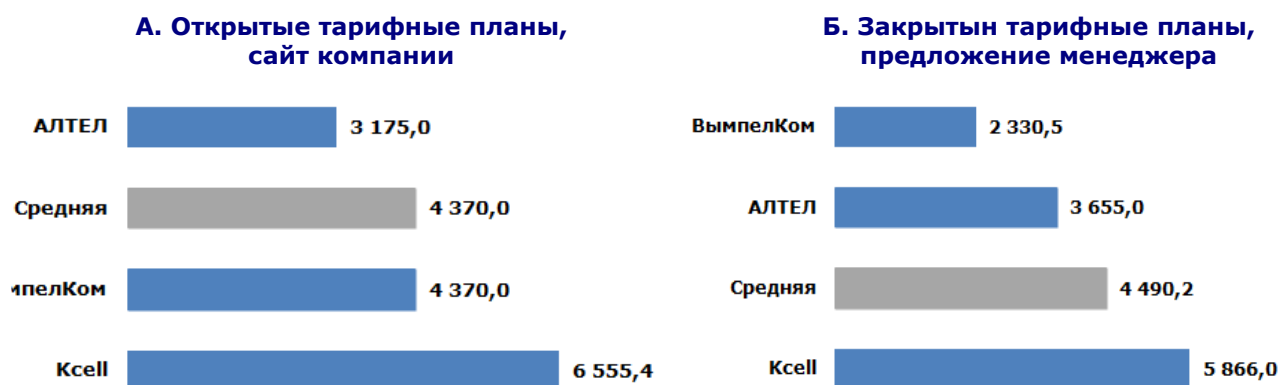 А. Открытые тарифные планы,
сайт компании
АЛТЕЛ 3 175,0
Средняя 4 370,0
мпелКом 4 370,0
Kcell 6 555,4
Б. Закрытын тарифные планы,
предложение менеджера
ВымпелКом 2 330,5
АЛТЕЛ 3 655,0
Средняя 4 490,2
Kcell 5 866,0